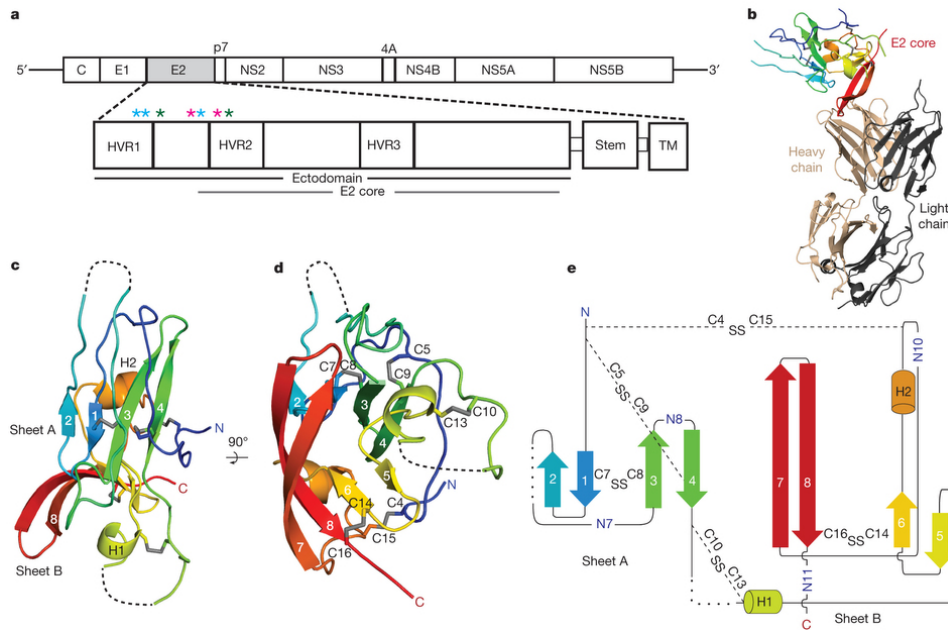 a
5′ C E1 E2 p7 NS2 NS3 4A NS4B NS5A NS5B 3′
** * ** **
HVR1 HVR2 HVR3 Stem TM
Ectodomain
E2 core
b
E2 core
Heavy
chain
Light
chain
c
H2
2 1 3 4
Sheet A
N
C
8
Sheet B
H1
90°
d
C5
C7 C8
C9
2
3
C10
C13
4
5
N
6
C14
C4
8
C15
C16
7
C
e
N
C4 SS C15
N10
C5 SS C9
H2
N8
2 1 C7 SS C8 3 4
7 8
C16 SS C14 6 5
N7
C10 SS C13
Sheet A
N11
H1
Sheet B
C